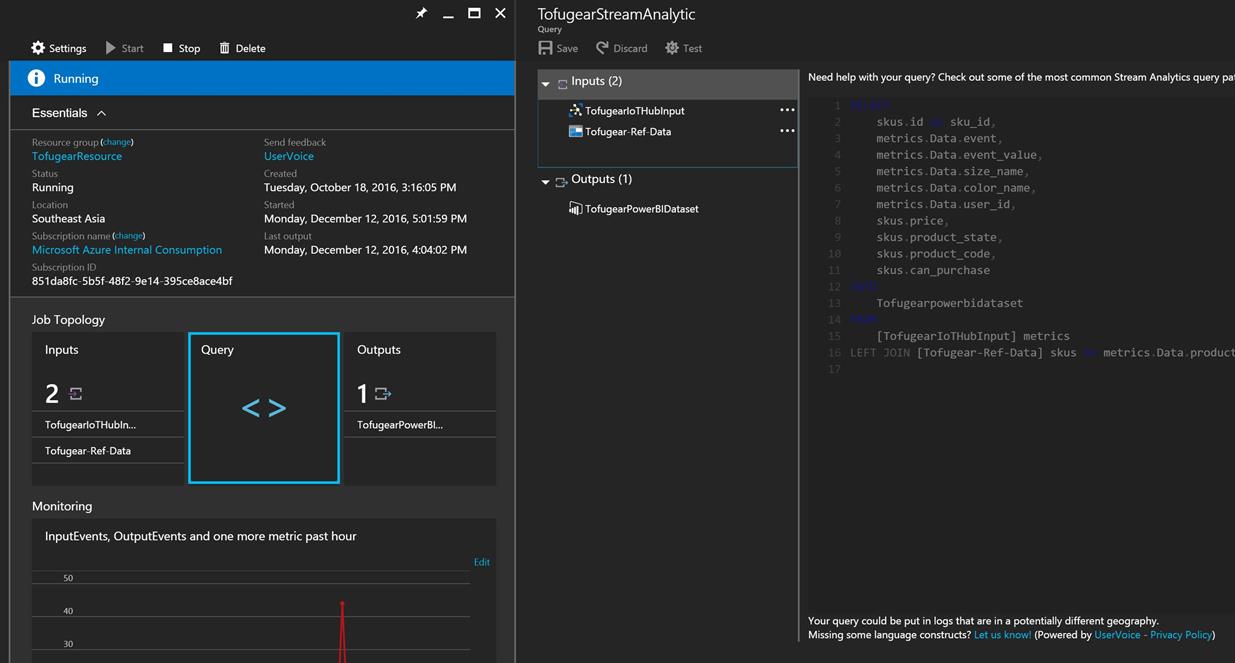 Settings Start Stop Delete
Running
Essentials
Resource group (change)
TofugearResource
Status
Running
Location
Southeast Asia
Subscription name (change)
Microsoft Azure Internal Consumption
Subscription ID
851da8fc-5b5f-48f2-9e14-395ce8ace4bf
Send feedback
UserVoice
Created
Tuesday, October 18, 2016, 3:16:05 PM
Started
Monday, December 12, 2016, 5:01:59 PM
Last output
Monday, December 12, 2016, 4:04:02 PM
Job Topology
Inputs
2
TofugearIoTHubIn...
Tofugear-Ref-Data
Query
< >
Outputs
1
TofugearPowerBI...
Monitoring
InputEvents, OutputEvents and one more metric past hour
Edit
50
40
30
TofugearStreamAnalytic
Query
Save Discard Test
Inputs (2)
TofugearIoTHubInput ...
Tofugear-Ref-Data ...
Outputs (1)
TofugearPowerBIDataset
Need help with your query? Check out some of the most common Stream Analytics query pat
1 SELECT
2 skus.id as sku_id,
3 metrics.Data.event,
4 metrics.Data.event_value,
5 metrics.Data.size_name,
6 metrics.Data.color_name,
7 metrics.Data.user_id,
8 skus.price,
9 skus.product_state,
10 skus.product_code,
11 skus.can_purchase
12 INTO
13 Tofugearpowerbidataset
14 FROM
15 [TofugearIoTHubInput] metrics
16 LEFT JOIN [Tofugear-Ref-Data] skus on metrics.Data.product
17
Your query could be put in logs that are in a potentially different geography.
Missing some language constructs? Let us know! (Powered by UserVoice - Privacy Policy)